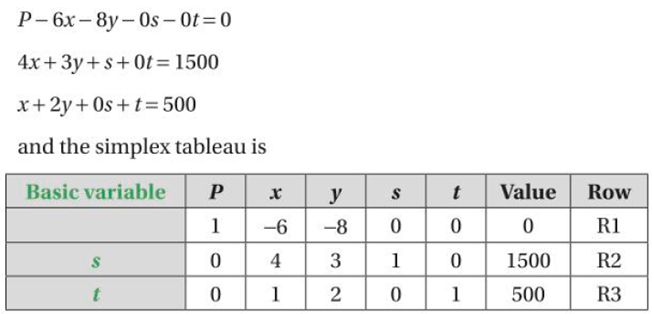 P – 6x – 8y – 0s – 0t = 0
4x + 3y + s + 0t = 1500
x + 2y + 0s + t = 500
and the simplex tableau is
Basic variable P x y s t Value Row
1 –6 –8 0 0 0 R1
s 0 4 3 1 0 1500 R2
t 0 1 2 0 1 500 R3